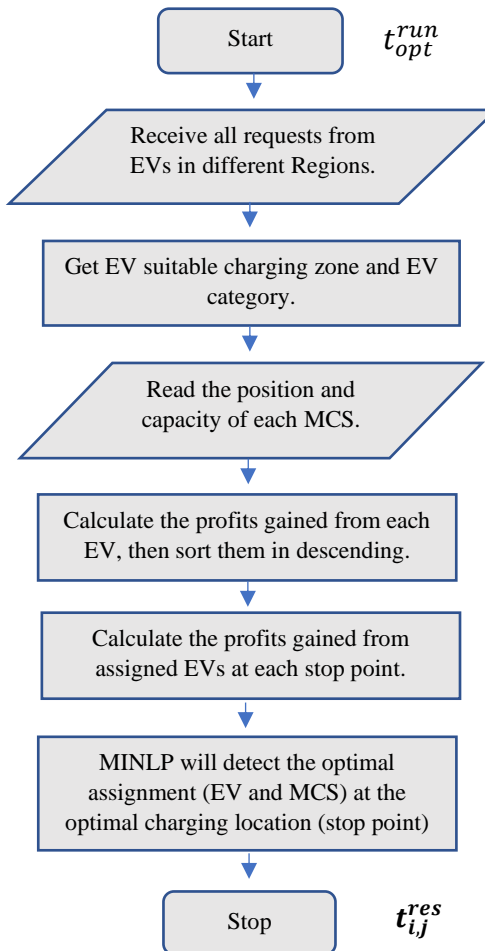 Start
t_{opt}^{run}
Receive all requests from
EVs in different Regions.
Get EV suitable charging zone and EV
category.
Read the position and
capacity of each MCS.
Calculate the profits gained from each
EV, then sort them in descending.
Calculate the profits gained from
assigned EVs at each stop point.
MINLP will detect the optimal
assignment (EV and MCS) at the
optimal charging location (stop point)
Stop
t_{i,j}^{res}